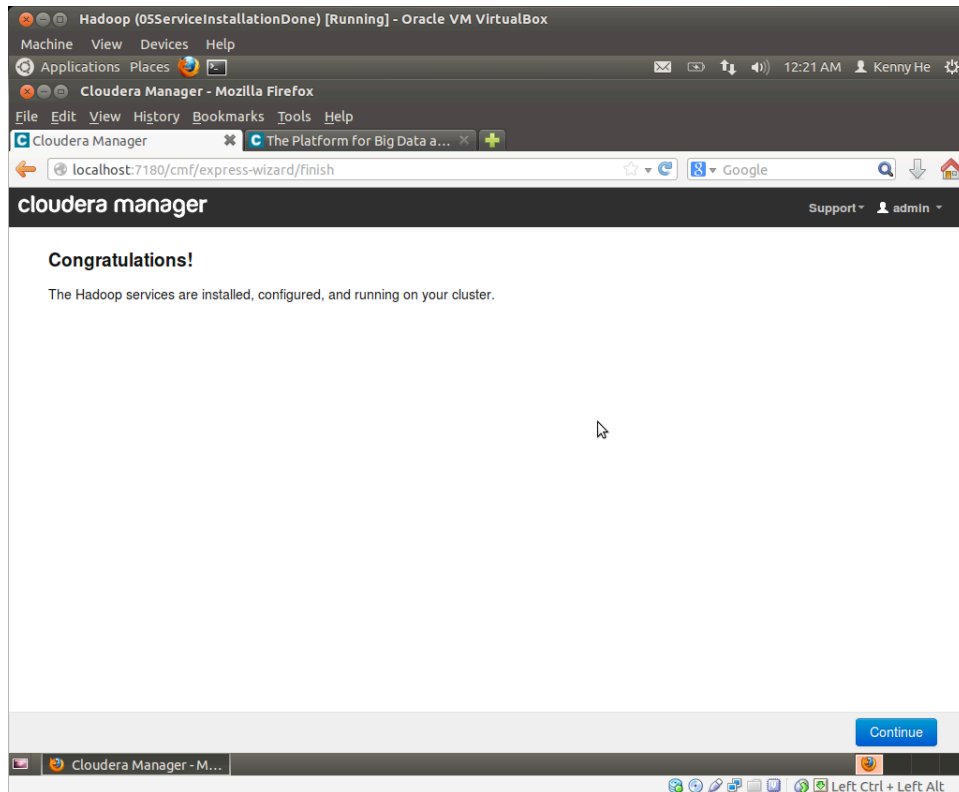 Hadoop (05ServiceInstallationDone) [Running] - Oracle VM VirtualBox
Machine View Devices Help
Applications Places 12:21 AM Kenny He
Cloudera Manager - Mozilla Firefox
File Edit View History Bookmarks Tools Help
C Cloudera Manager C The Platform for Big Data a...
localhost:7180/cmf/express-wizard/finish 8 Google
cloudera manager Support admin
Congratulations!
The Hadoop services are installed, configured, and running on your cluster.
Continue
Cloudera Manager - M...
Left Ctrl + Left Alt